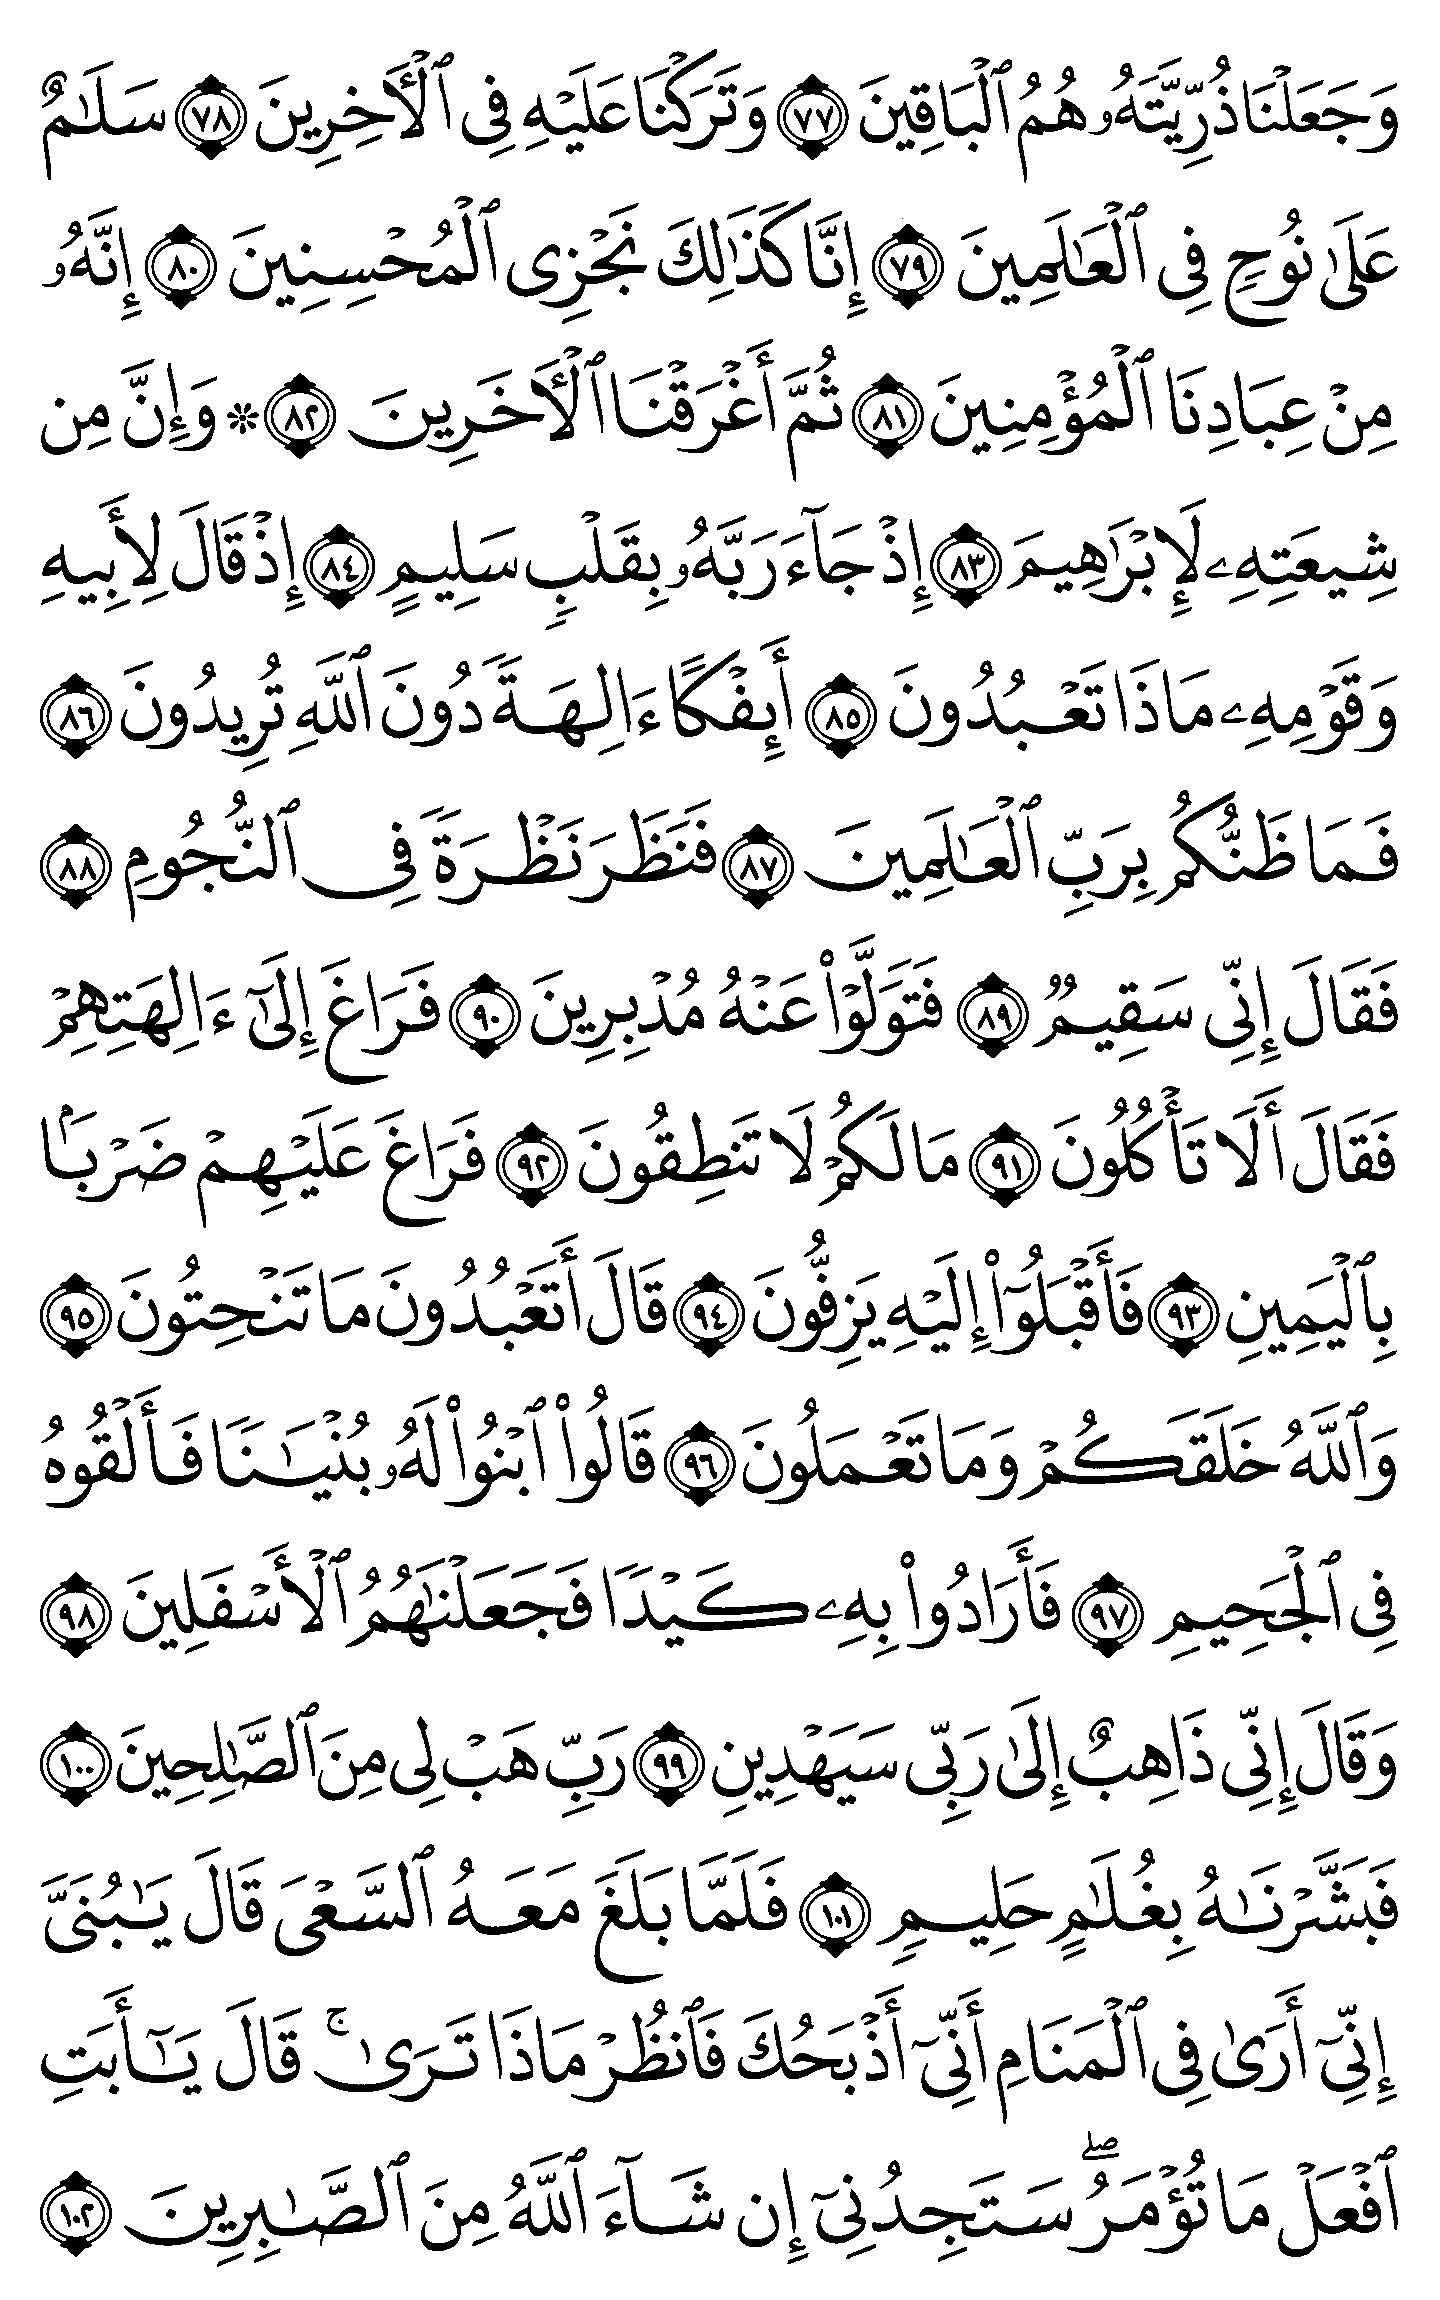 وَجَعَلۡنَا ذُرِّيَّتَهُۥ هُمُ ٱلۡبَاقِينَ ٧٧ وَتَرَكۡنَا عَلَيۡهِ فِي ٱلۡأٓخِرِينَ ٧٨ سَلَٰمٌ
عَلَىٰ نُوحٖ فِي ٱلۡعَٰلَمِينَ ٧٩ إِنَّا كَذَٰلِكَ نَجۡزِي ٱلۡمُحۡسِنِينَ ٨٠ إِنَّهُۥ
مِنۡ عِبَادِنَا ٱلۡمُؤۡمِنِينَ ٨١ ثُمَّ أَغۡرَقۡنَا ٱلۡأٓخَرِينَ ٨٢ ۞ وَإِنَّ مِن
شِيعَتِهِۦ لَإِبۡرَٰهِيمَ ٨٣ إِذۡ جَآءَ رَبَّهُۥ بِقَلۡبٖ سَلِيمٍ ٨٤ إِذۡ قَالَ لِأَبِيهِ
وَقَوۡمِهِۦ مَاذَا تَعۡبُدُونَ ٨٥ أَئِفۡكًا ءَالِهَةٗ دُونَ ٱللَّهِ تُرِيدُونَ ٨٦
فَمَا ظَنُّكُم بِرَبِّ ٱلۡعَٰلَمِينَ ٨٧ فَنَظَرَ نَظۡرَةٗ فِي ٱلنُّجُومِ ٨٨
فَقَالَ إِنِّي سَقِيمٞ ٨٩ فَتَوَلَّوۡاْ عَنۡهُ مُدۡبِرِينَ ٩٠ فَرَاغَ إِلَىٰٓ ءَالِهَتِهِمۡ
فَقَالَ أَلَا تَأۡكُلُونَ ٩١ مَا لَكُمۡ لَا تَنطِقُونَ ٩٢ فَرَاغَ عَلَيۡهِمۡ ضَرۡبَۢا
بِٱلۡيَمِينِ ٩٣ فَأَقۡبَلُوٓاْ إِلَيۡهِ يَزِفُّونَ ٩٤ قَالَ أَتَعۡبُدُونَ مَا تَنۡحِتُونَ ٩٥
وَٱللَّهُ خَلَقَكُمۡ وَمَا تَعۡمَلُونَ ٩٦ قَالُواْ ٱبۡنُواْ لَهُۥ بُنۡيَٰنٗا فَأَلۡقُوهُ
فِي ٱلۡجَحِيمِ ٩٧ فَأَرَادُواْ بِهِۦ كَيۡدٗا فَجَعَلۡنَٰهُمُ ٱلۡأَسۡفَلِينَ ٩٨
وَقَالَ إِنِّي ذَاهِبٌ إِلَىٰ رَبِّي سَيَهۡدِينِ ٩٩ رَبِّ هَبۡ لِي مِنَ ٱلصَّٰلِحِينَ ١٠٠
فَبَشَّرۡنَٰهُ بِغُلَٰمٍ حَلِيمٖ ١٠١ فَلَمَّا بَلَغَ مَعَهُ ٱلسَّعۡيَ قَالَ يَٰبُنَيَّ
إِنِّيٓ أَرَىٰ فِي ٱلۡمَنَامِ أَنِّيٓ أَذۡبَحُكَ فَٱنظُرۡ مَاذَا تَرَىٰۚ قَالَ يَٰٓأَبَتِ
ٱفۡعَلۡ مَا تُؤۡمَرُۖ سَتَجِدُنِيٓ إِن شَآءَ ٱللَّهُ مِنَ ٱلصَّٰبِرِينَ ١٠٢